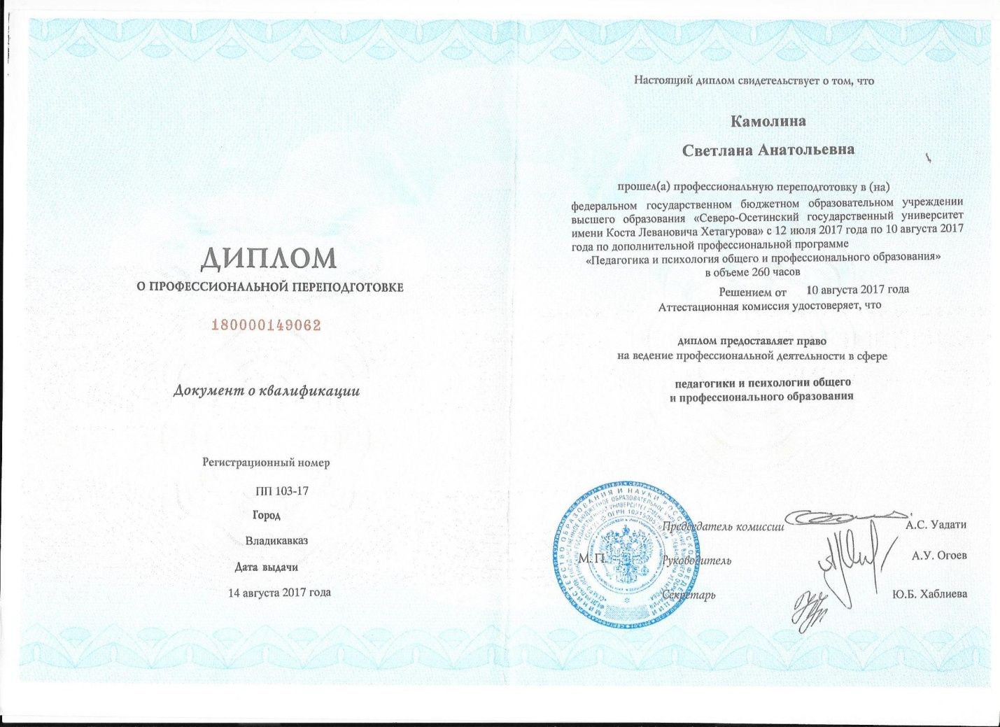 ДИПЛОМ
О ПРОФЕССИОНАЛЬНОЙ ПЕРЕПОДГОТОВКЕ
180000149062
Документ о квалификации
Регистрационный номер
ПП 103-17
Город
Владикавказ
Дата выдачи
14 августа 2017 года
Настоящий диплом свидетельствует о том, что
Камолина
Светлана Анатольевна
прошел(а) профессиональную переподготовку в (на)
федеральном государственном бюджетном образовательном учреждении
высшего образования «Северо-Осетинский государственный университет
имени Коста Левановича Хетагурова» с 12 июля 2017 года по 10 августа 2017
года по дополнительной профессиональной программе
«Педагогика и психология общего и профессионального образования»
в объеме 260 часов
Решением от 10 августа 2017 года
Аттестационная комиссия удостоверяет, что
диплом предоставляет право
на ведение профессиональной деятельности в сфере
педагогики и психологии общего
и профессионального образования
Председатель комиссии А.С. Уадати
М.П. Руководитель А.У. Огоев
Секретарь Ю.Б. Хаблиева
МИНИСТЕРСТВО ОБРАЗОВАНИЯ И НАУКИ РОССИЙСКОЙ ФЕДЕРАЦИИ